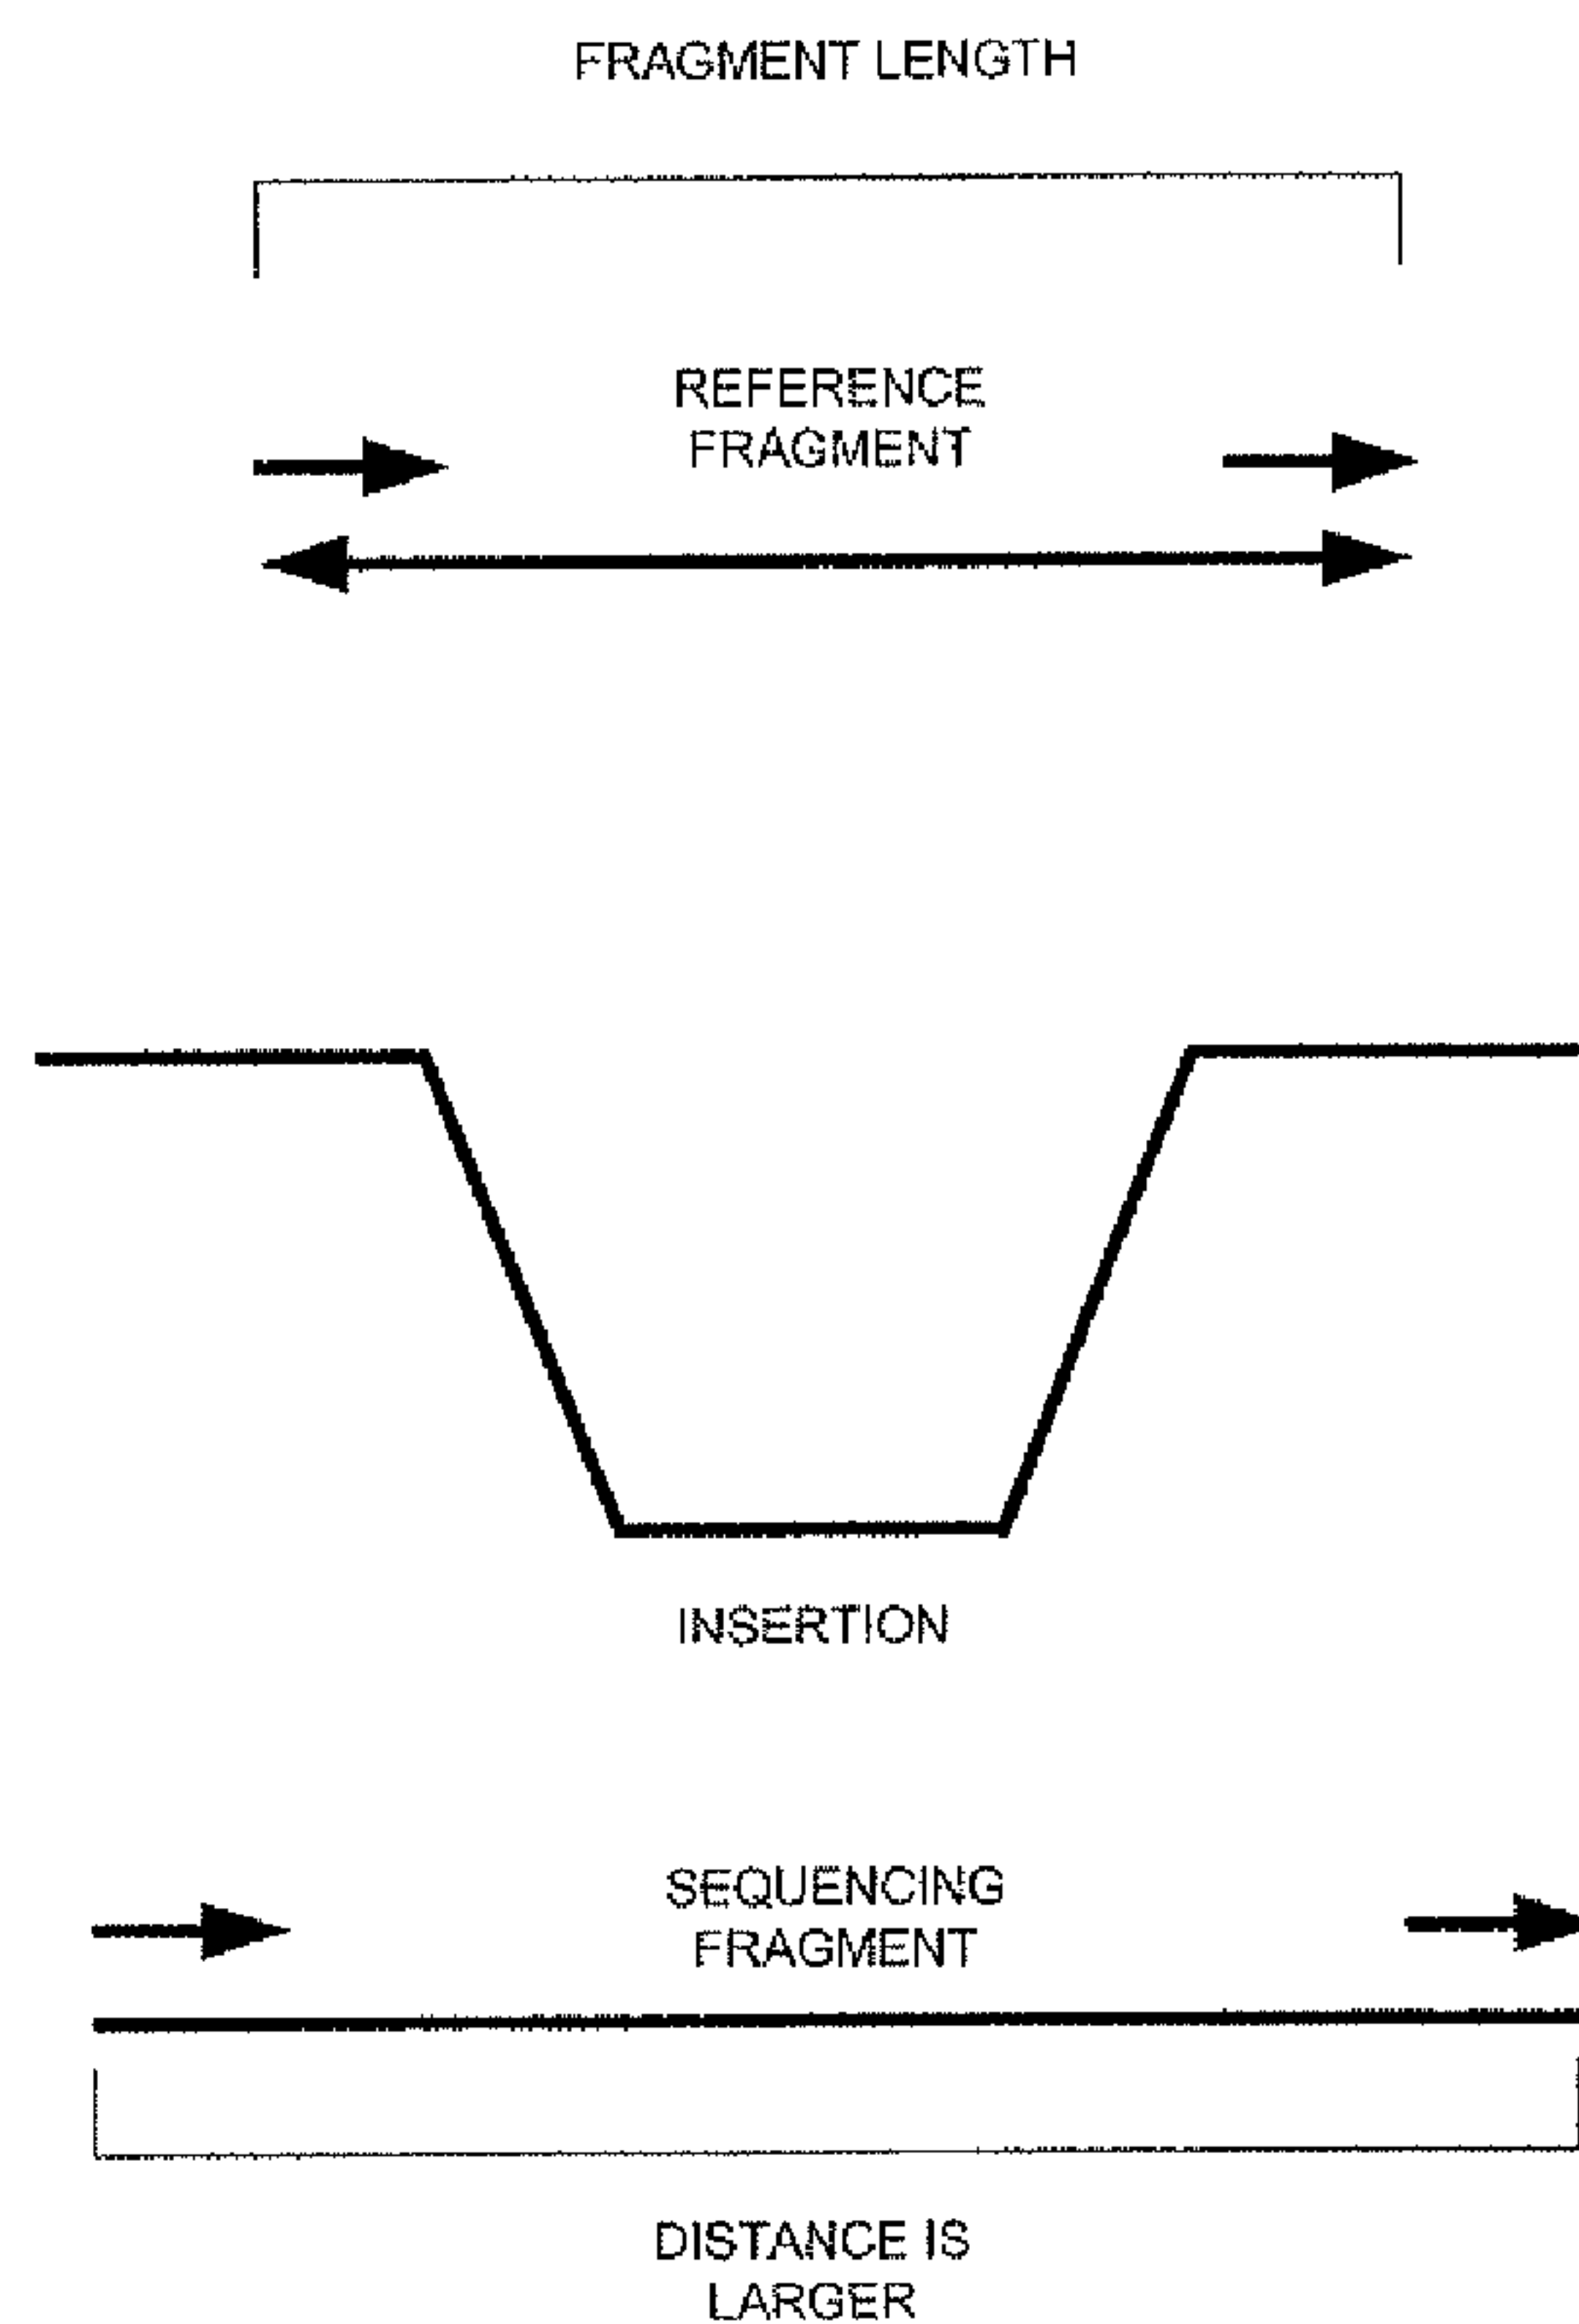 FRAGMENT LENGTH
REFERENCE
FRAGMENT
INSERTION
SEQUENCING
FRAGMENT
DISTANCE IS
LARGER